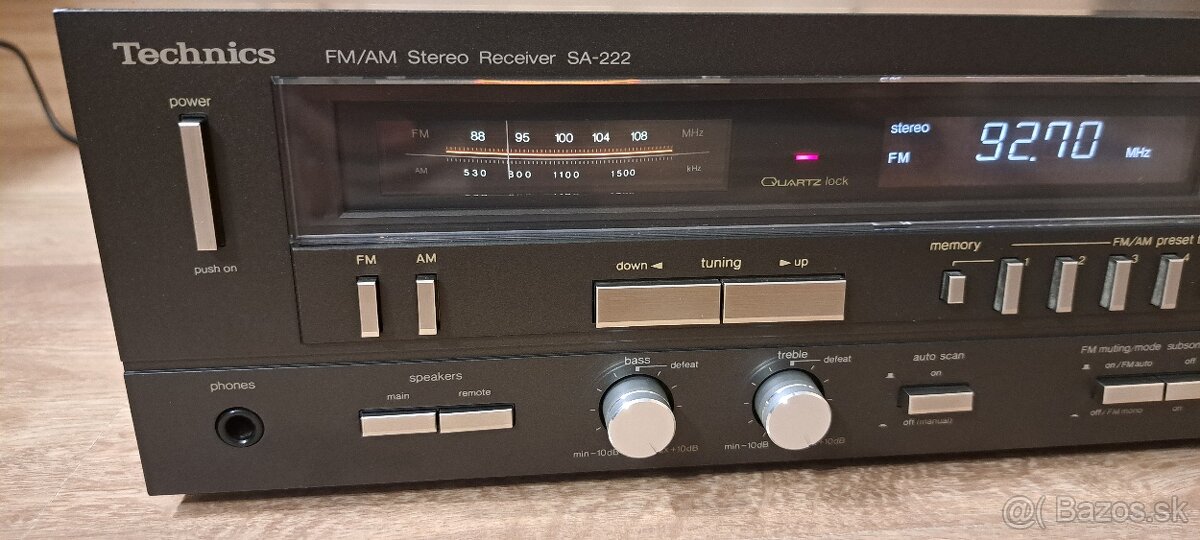 Technics FM/AM Stereo Receiver SA-222
power
push on
FM 88 95 100 104 108 MHz
AM 530 800 1100 1500 kHz
QUARTZ lock
stereo
FM 92.70 MHz
FM AM
down ◄ tuning ► up
memory FM/AM preset
1 2 3 4
phones
speakers
main remote
bass defeat
min -10dB +10dB
treble defeat
min -10dB +10dB
auto scan
on
off (manual)
FM muting/mode
on/FM auto off
off/FM mono on
@( Bazos.sk